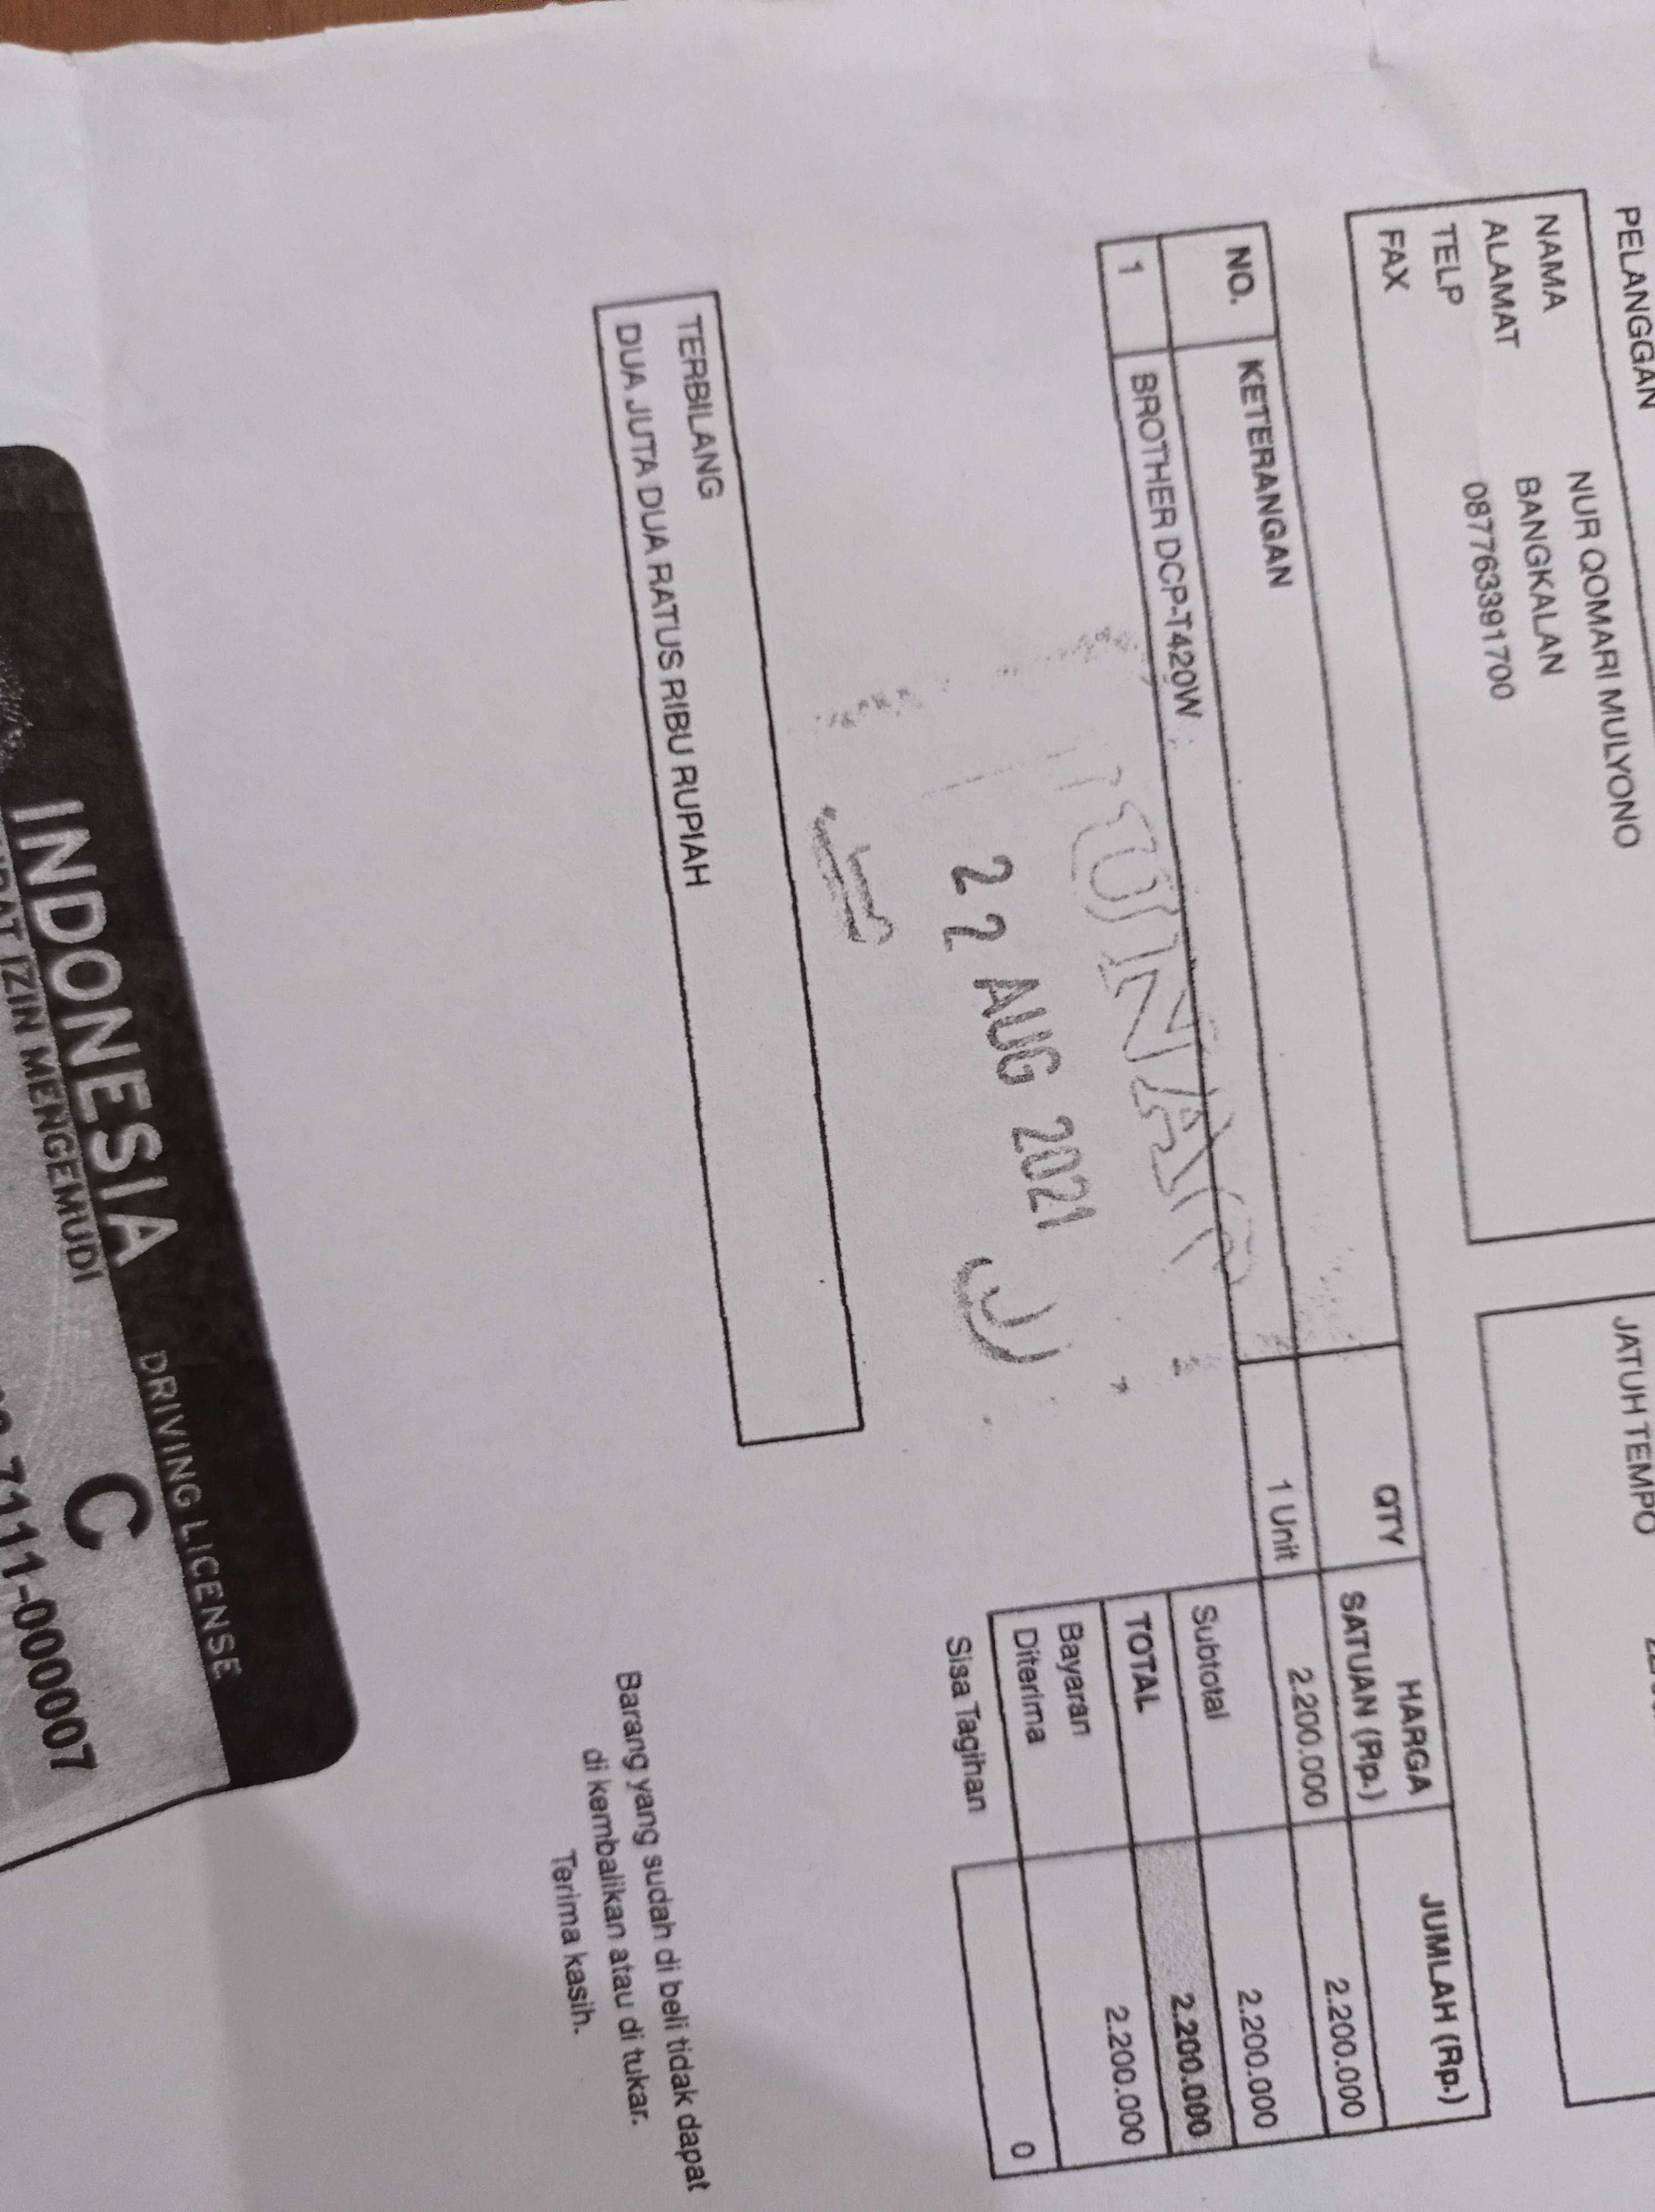 PELANGGAN
NAMA NUR QOMARI MULYONO
ALAMAT BANGKALAN
TELP 087763391700
FAX
JATUH TEMPO
NO. KETERANGAN QTY HARGA SATUAN (Rp.) JUMLAH (Rp.)
1 BROTHER DCP-T420W 1 Unit 2.200.000 2.200.000
Subtotal 2.200.000
TOTAL 2.200.000
Bayaran Diterima 2.200.000
Sisa Tagihan 0
TUNAI
22 AUG 2021
TERBILANG
DUA JUTA DUA RATUS RIBU RUPIAH
Barang yang sudah di beli tidak dapat
di kembalikan atau di tukar.
Terima kasih.
INDONESIA
IZIN MENGEMUDI
DRIVING LICENSE
C
7111-000007